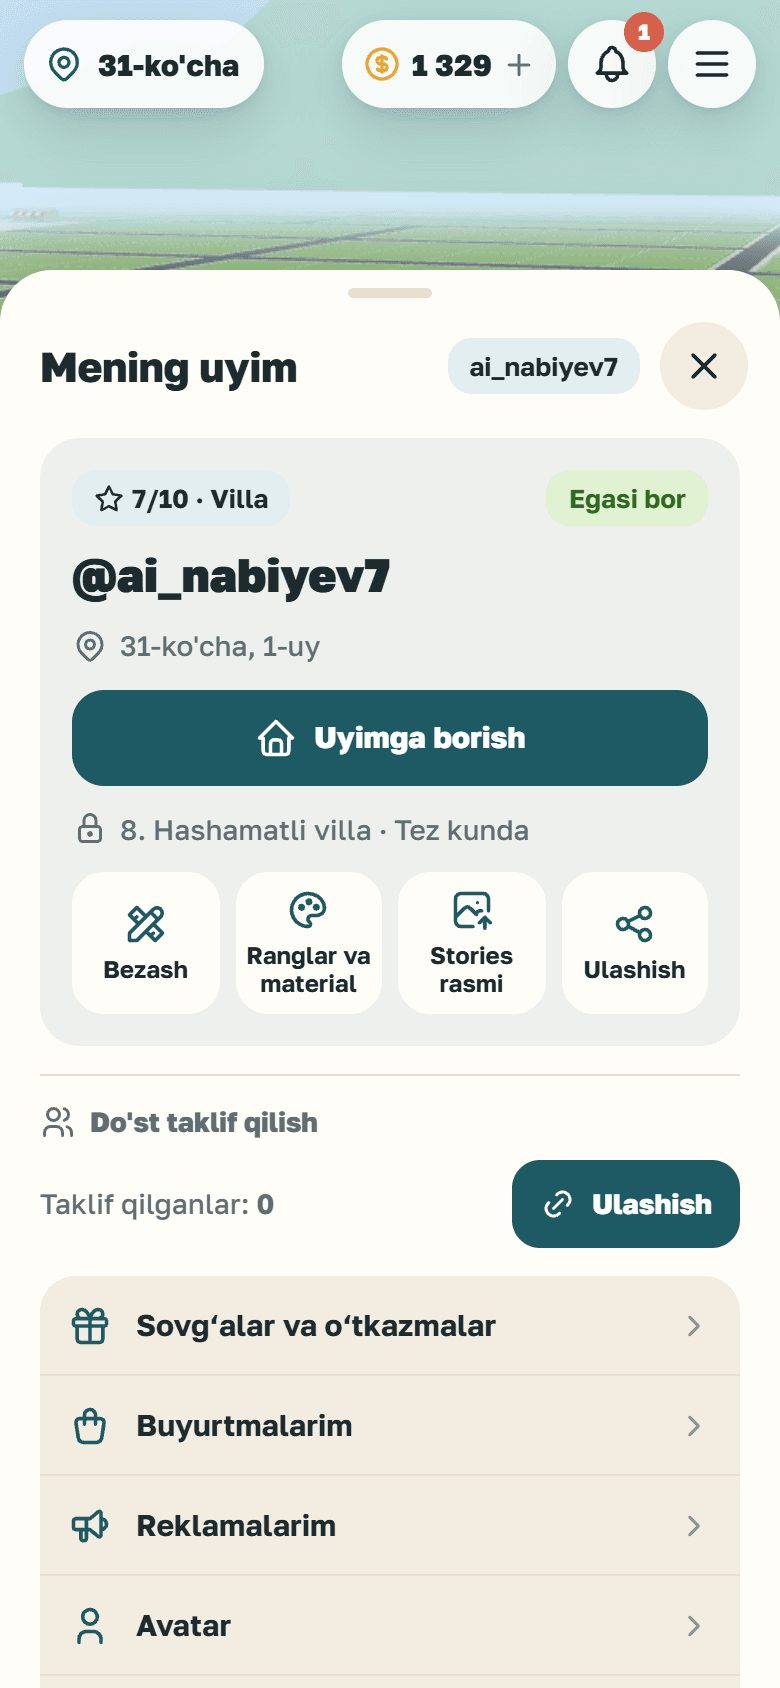 31-ko'cha
1 329
1
Mening uyim
ai_nabiyev7
7/10 · Villa
Egasi bor
@ai_nabiyev7
31-ko'cha, 1-uy
Uyimga borish
8. Hashamatli villa · Tez kunda
Bezash
Ranglar va
material
Stories
rasmi
Ulashish
Do'st taklif qilish
Taklif qilganlar: 0
Ulashish
Sovg‘alar va o‘tkazmalar
Buyurtmalarim
Reklamalarim
Avatar